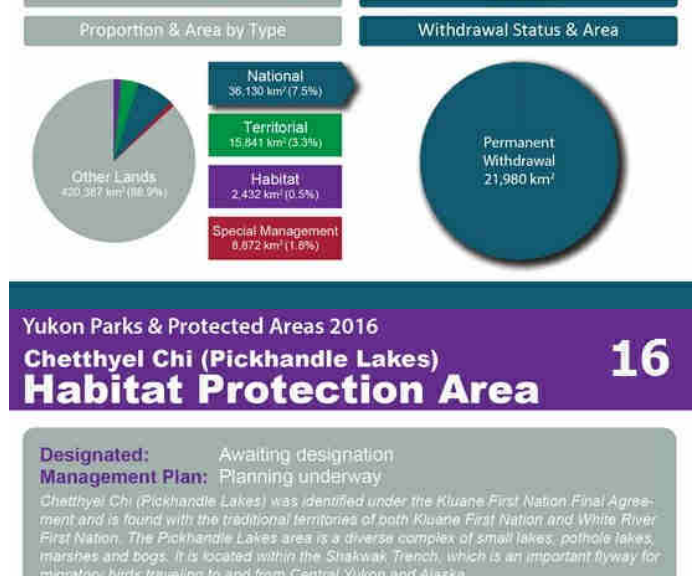 Proportion & Area by Type
Withdrawal Status & Area
National
36,130 km² (7.5%)
Territorial
15,841 km² (3.3%)
Habitat
2,432 km² (0.5%)
Special Management
8,872 km² (1.8%)
Other Lands
420,387 km² (86.9%)
Permanent
Withdrawal
21,980 km²
Yukon Parks & Protected Areas 2016
Chetthyel Chi (Pickhandle Lakes)
Habitat Protection Area
16
Designated: Awaiting designation
Management Plan: Planning underway
Chetthyel Chi (Pickhandle Lakes) was identified under the Kluane First Nation Final Agree-
ment and is found with the traditional territories of both Kluane First Nation and White River
First Nation. The Pickhandle Lakes area is a diverse complex of small lakes, pothole lakes,
marshes and bogs. It is located within the Shakwak Trench, which is an important flyway for
migratory birds traveling to and from Central Yukon and Alaska.